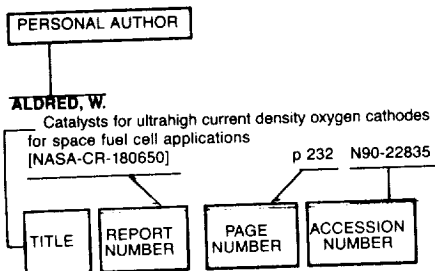 PERSONAL AUTHOR
ALDRED, W.
Catalysts for ultrahigh current density oxygen cathodes
for space fuel cell applications
[NASA-CR-180650] p 232 N90-22835
TITLE REPORT NUMBER PAGE NUMBER ACCESSION NUMBER